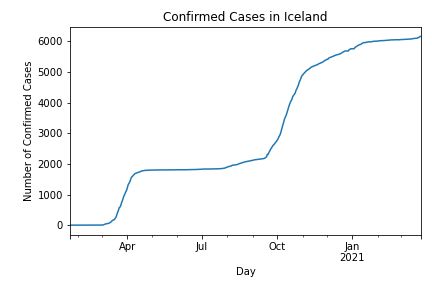 Confirmed Cases in Iceland
Number of Confirmed Cases
6000
5000
4000
3000
2000
1000
0
Apr Jul Oct Jan
2021
Day